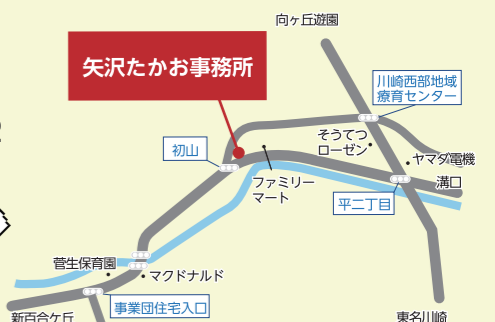 向ヶ丘遊園
矢沢たかお事務所
川崎西部地域
療育センター
そうてつ
ローゼン
初山
ヤマダ電機
ファミリー
マート
溝口
平二丁目
菅生保育園
マクドナルド
事業団住宅入口
新百合ケ丘
東名川崎